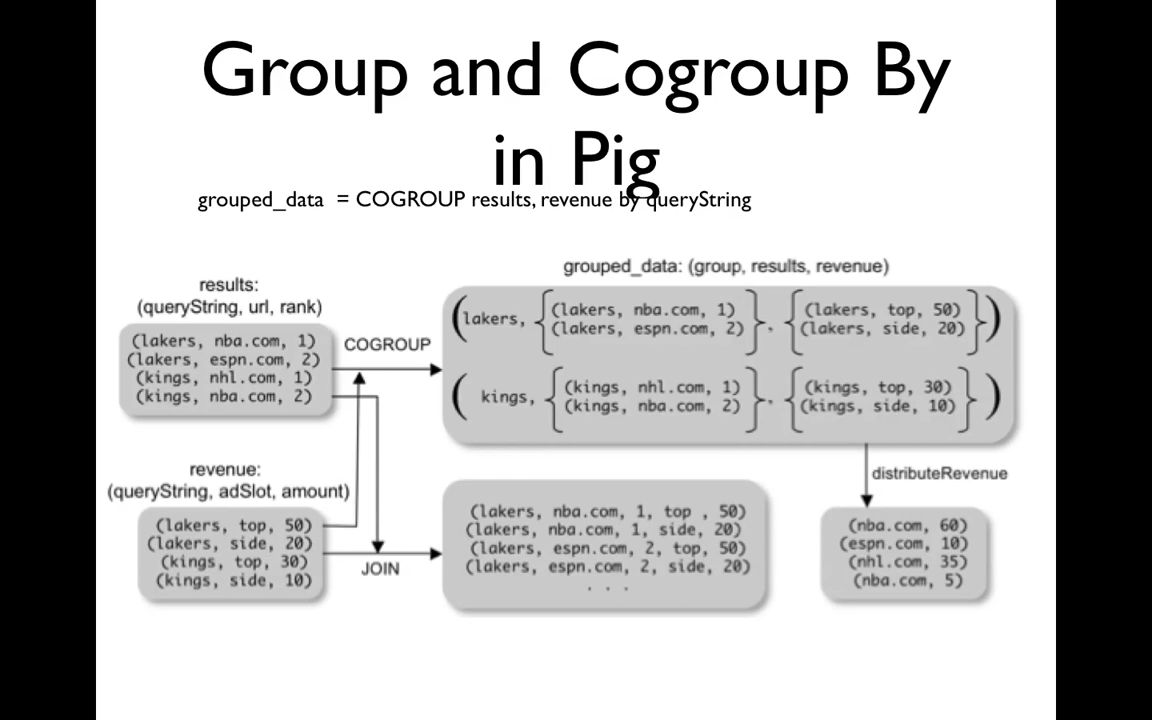 Group and Cogroup By
in Pig
grouped_data = COGROUP results, revenue by queryString
results:
(queryString, url, rank)
(lakers, nba.com, 1)
(lakers, espn.com, 2)
(kings, nhl.com, 1)
(kings, nba.com, 2)
COGROUP
grouped_data: (group, results, revenue)
(lakers, {(lakers, nba.com, 1) }, {(lakers, top, 50) })
(lakers, espn.com, 2) (lakers, side, 20)
(kings, {(kings, nhl.com, 1) }, {(kings, top, 30) })
(kings, nba.com, 2) (kings, side, 10)
revenue:
(queryString, adSlot, amount)
(lakers, top, 50)
(lakers, side, 20)
(kings, top, 30)
(kings, side, 10)
JOIN
(lakers, nba.com, 1, top , 50)
(lakers, nba.com, 1, side, 20)
(lakers, espn.com, 2, top, 50)
(lakers, espn.com, 2, side, 20)
. . .
distributeRevenue
(nba.com, 60)
(espn.com, 10)
(nhl.com, 35)
(nba.com, 5)